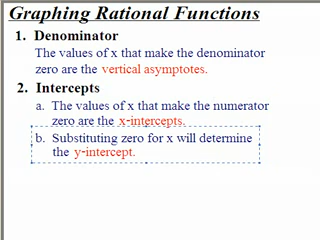 Graphing Rational Functions
1. Denominator
The values of x that make the denominator
zero are the vertical asymptotes.
2. Intercepts
a. The values of x that make the numerator
zero are the x-intercepts.
b. Substituting zero for x will determine
the y-intercept.